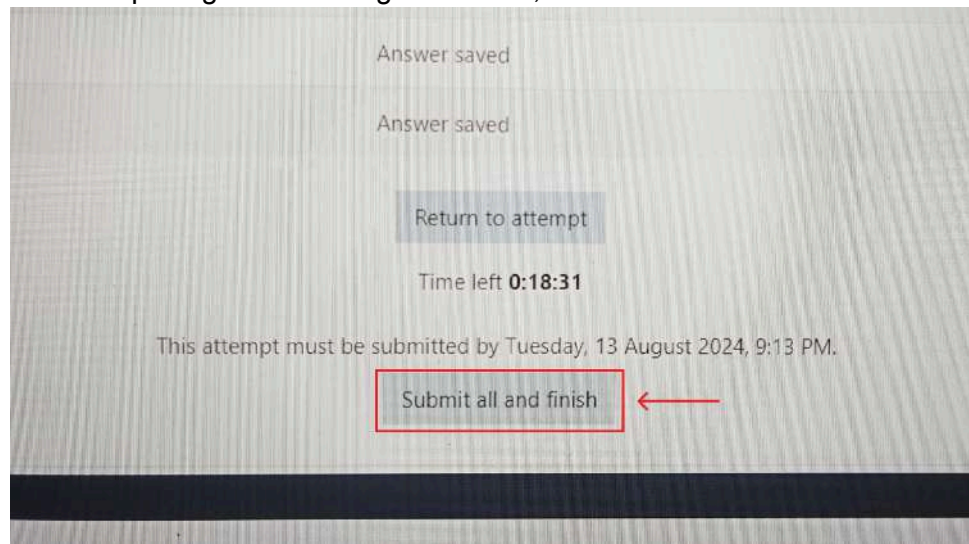 Answer saved
Answer saved
Return to attempt
Time left 0:18:31
This attempt must be submitted by Tuesday, 13 August 2024, 9:13 PM.
Submit all and finish